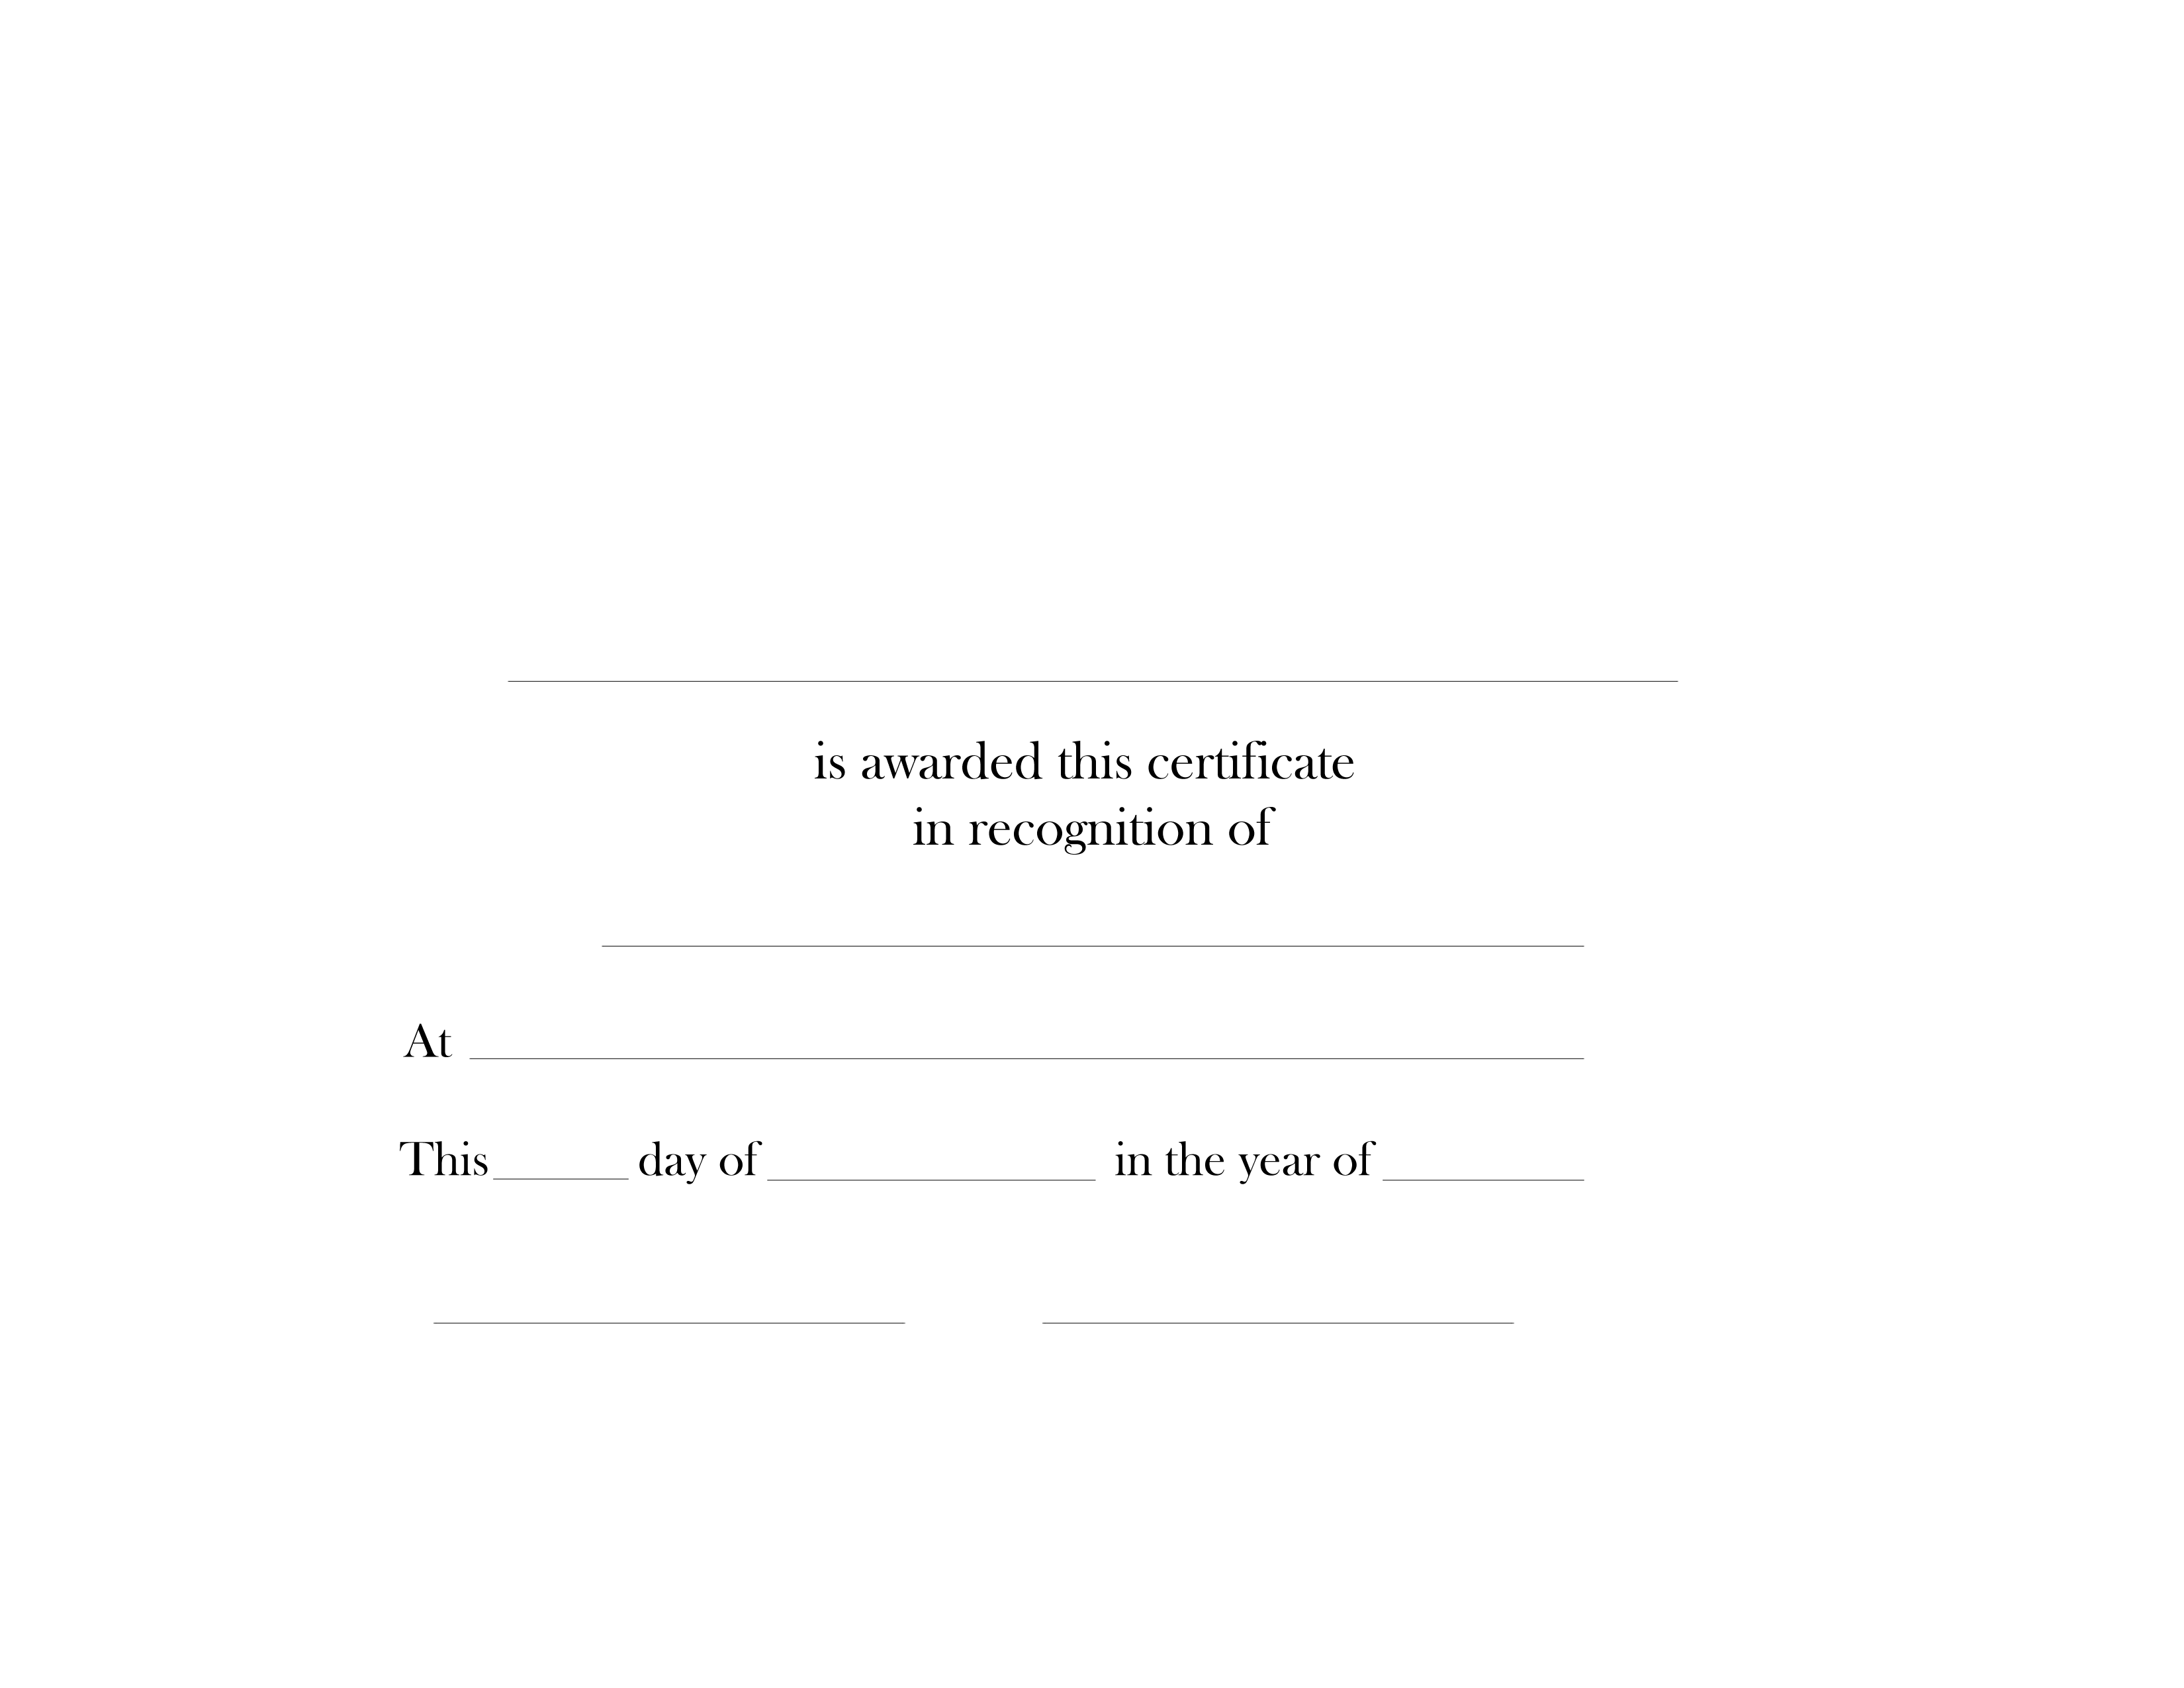 is awarded this certificate
in recognition of
At
This day of in the year of